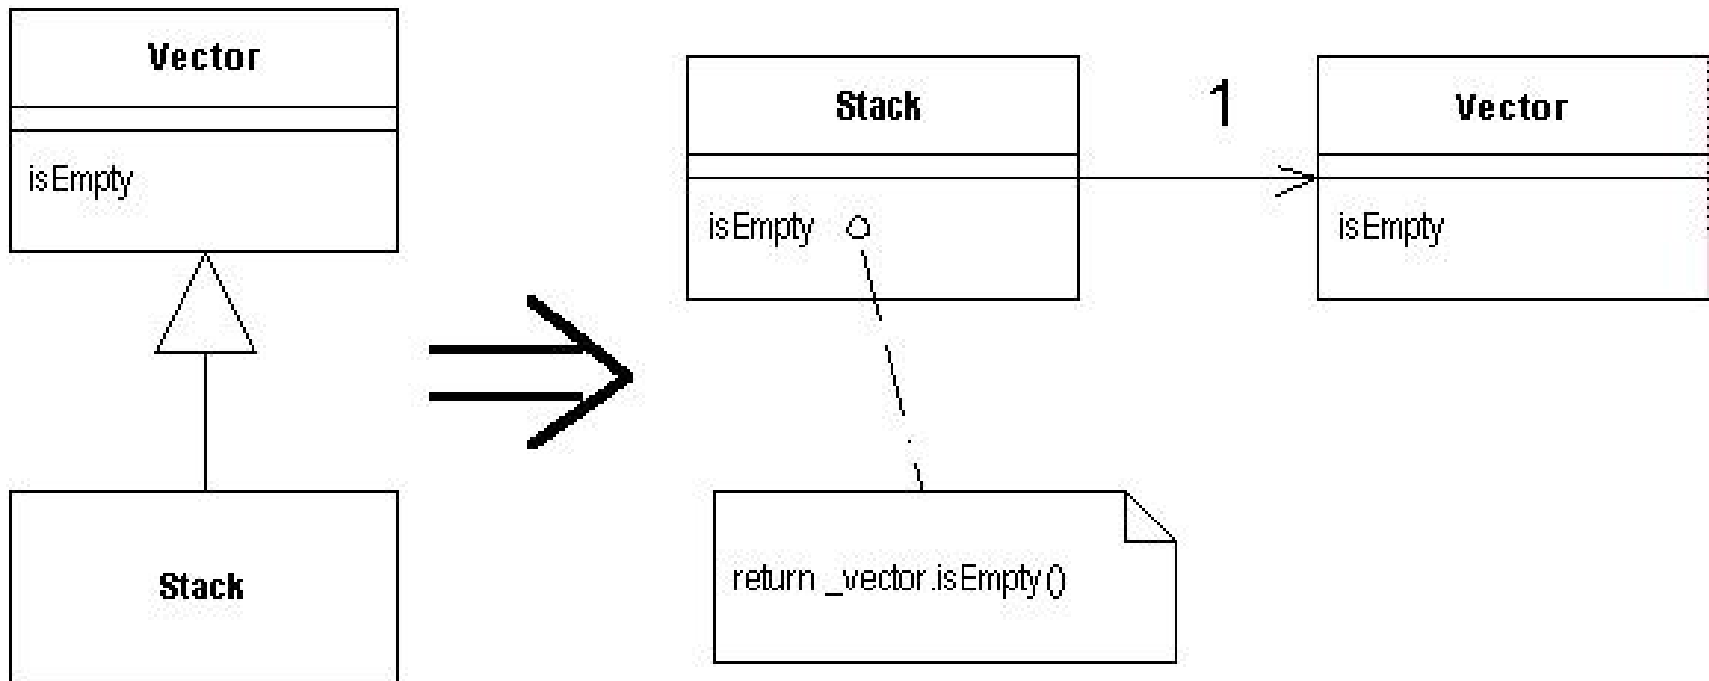 Vector
isEmpty
Stack
Stack
isEmpty
return _vector.isEmpty()
1
Vector
isEmpty